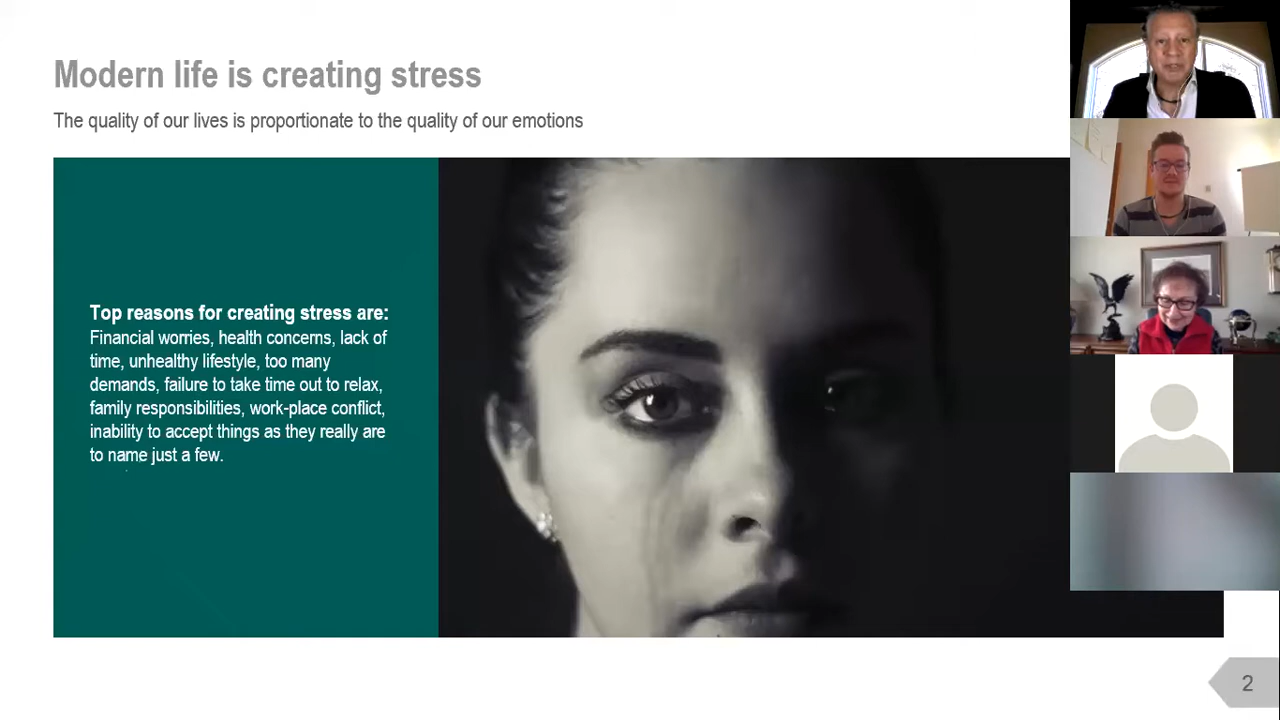 Modern life is creating stress
The quality of our lives is proportionate to the quality of our emotions
Top reasons for creating stress are:
Financial worries, health concerns, lack of
time, unhealthy lifestyle, too many
demands, failure to take time out to relax,
family responsibilities, work-place conflict,
inability to accept things as they really are
to name just a few.
2